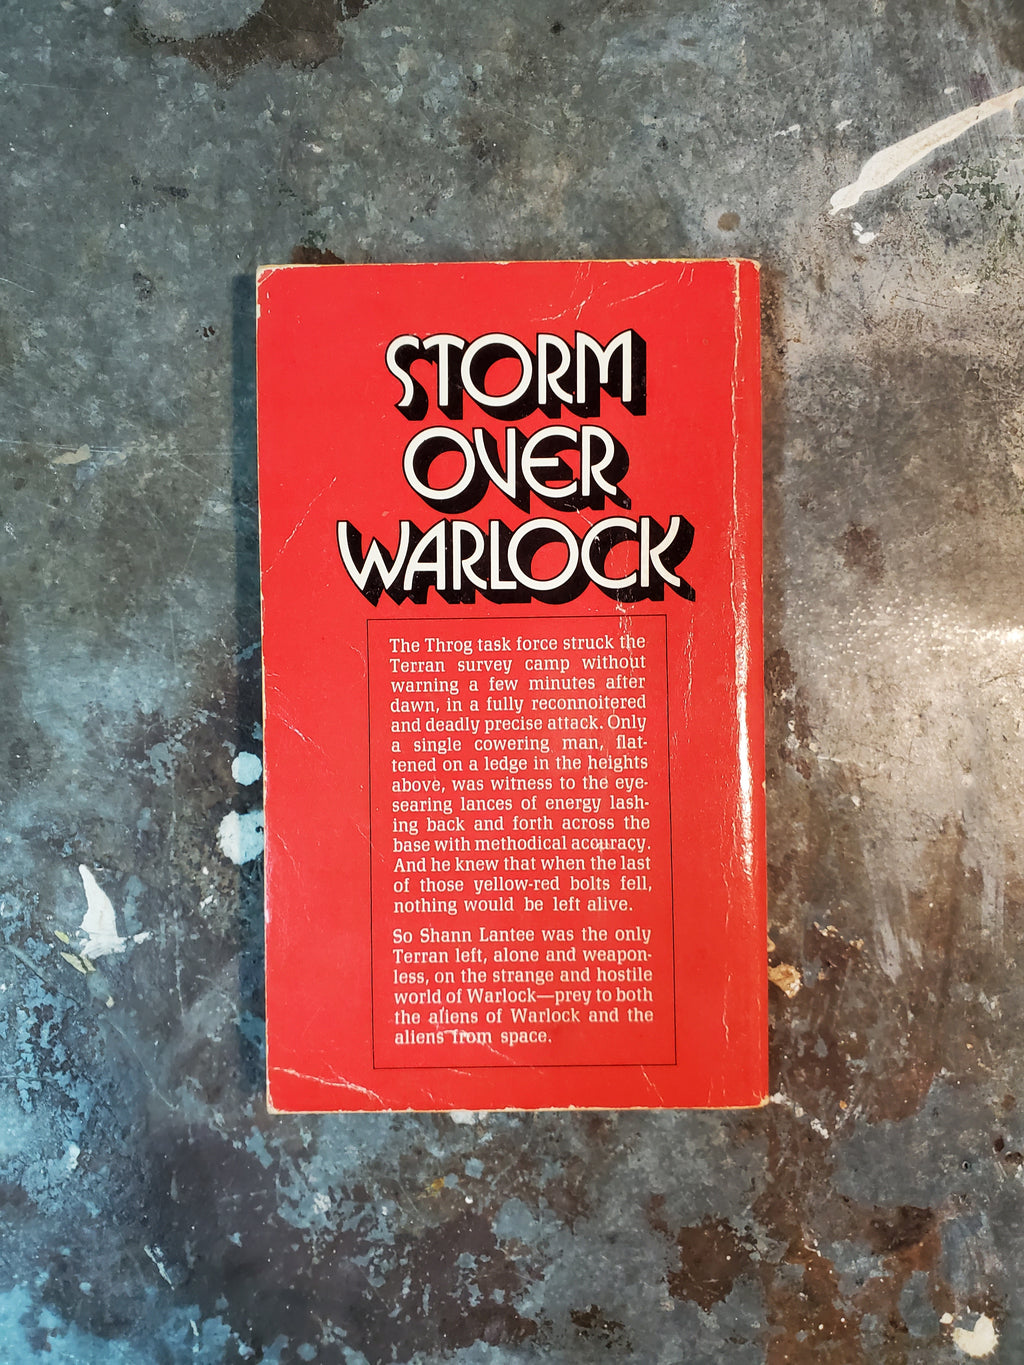 STORM
OVER
WARLOCK
The Throg task force struck the
Terran survey camp without
warning a few minutes after
dawn, in a fully reconnoitered
and deadly precise attack. Only
a single cowering man, flat-
tened on a ledge in the heights
above, was witness to the eye-
searing lances of energy lash-
ing back and forth across the
base with methodical accuracy.
And he knew that when the last
of those yellow-red bolts fell,
nothing would be left alive.
So Shann Lantee was the only
Terran left, alone and weapon-
less, on the strange and hostile
world of Warlock—prey to both
the aliens of Warlock and the
aliens from space.